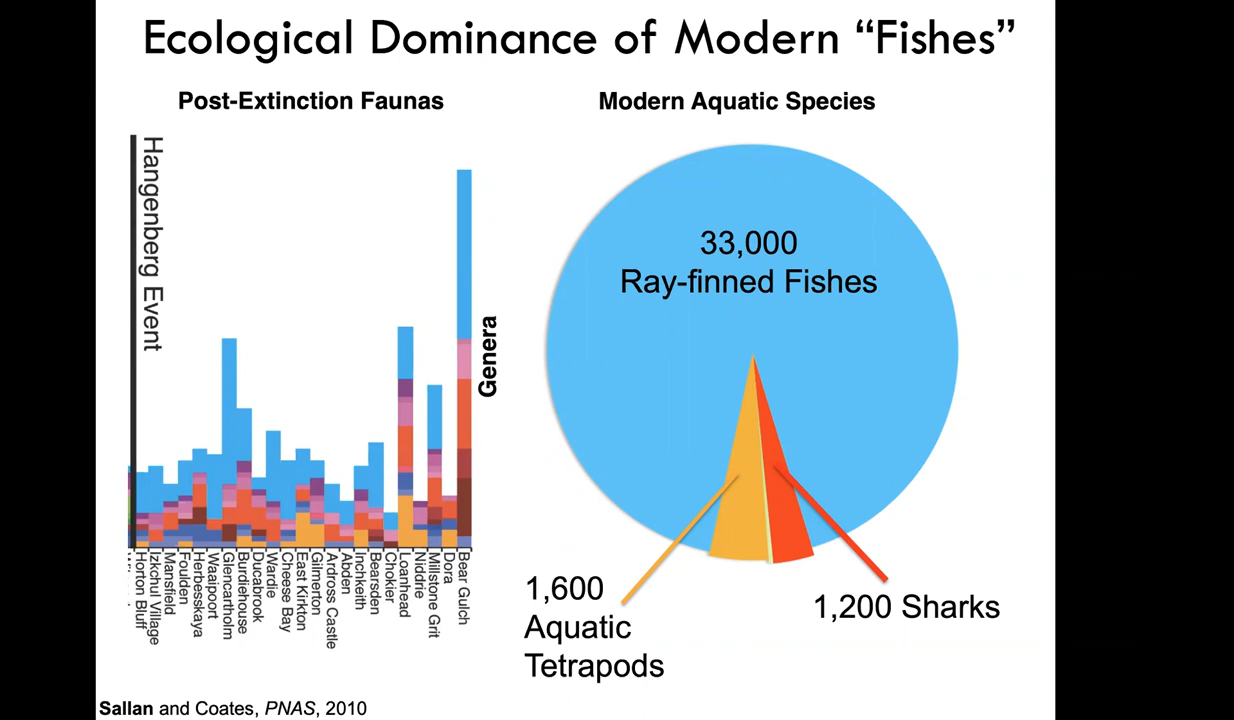 Ecological Dominance of Modern “Fishes”
Post-Extinction Faunas
Modern Aquatic Species
Hangenberg Event
Genera
Horton Bluff
Izkchul Village
Mansfield
Foulden
Herbesskaya
Waaipoort
Glencartholm
Burdiehouse
Ducabrook
Wardie
Cheese Bay
East Kirkton
Gilmerton
Ardross Castle
Abden
Inchkeith
Bearsden
Chokier
Loanhead
Niddrie
Millstone Grit
Dora
Bear Gulch
33,000
Ray-finned Fishes
1,600
Aquatic
Tetrapods
1,200 Sharks
Sallan and Coates, PNAS, 2010